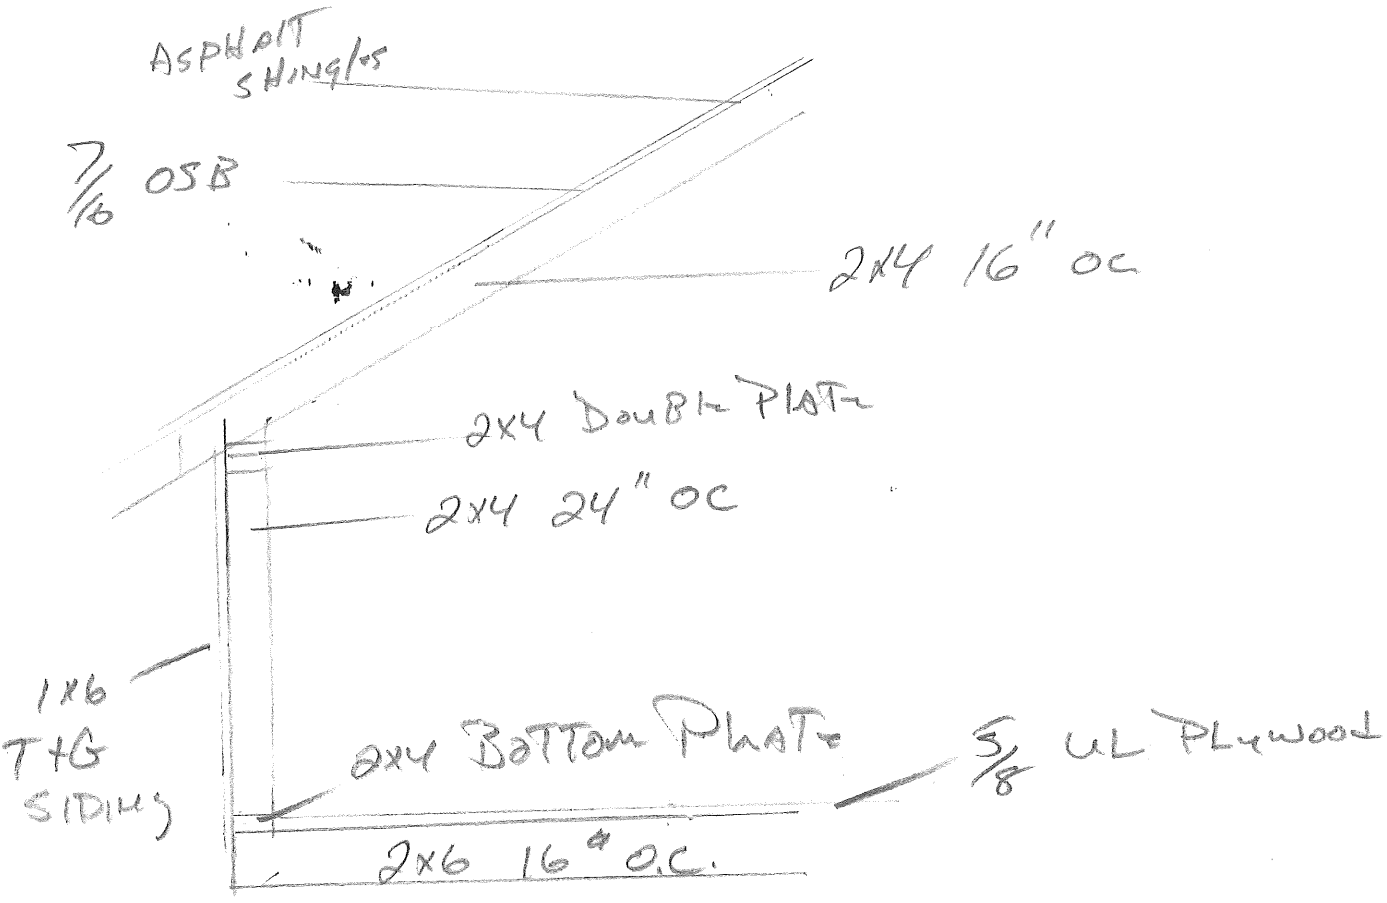 ASPHALT
SHINGLES
7/16 OSB
2x4 16" OC
2x4 DOUBLE PLATE
2x4 24" OC
1x6
T+G
SIDING
2x4 BOTTOM PLATE
5/8 UL PLYWOOD
2x6 16" O.C.